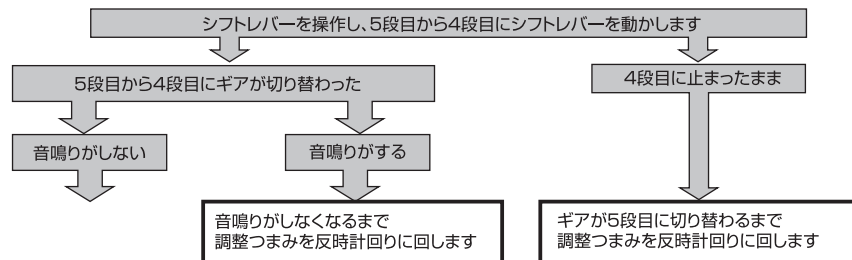 シフトレバーを操作し、5段目から4段目にシフトレバーを動かします
5段目から4段目にギアが切り替わった
4段目に止まったまま
音鳴りがしない
音鳴りがする
音鳴りがしなくなるまで
調整つまみを反時計回りに回します
ギアが5段目に切り替わるまで
調整つまみを反時計回りに回します